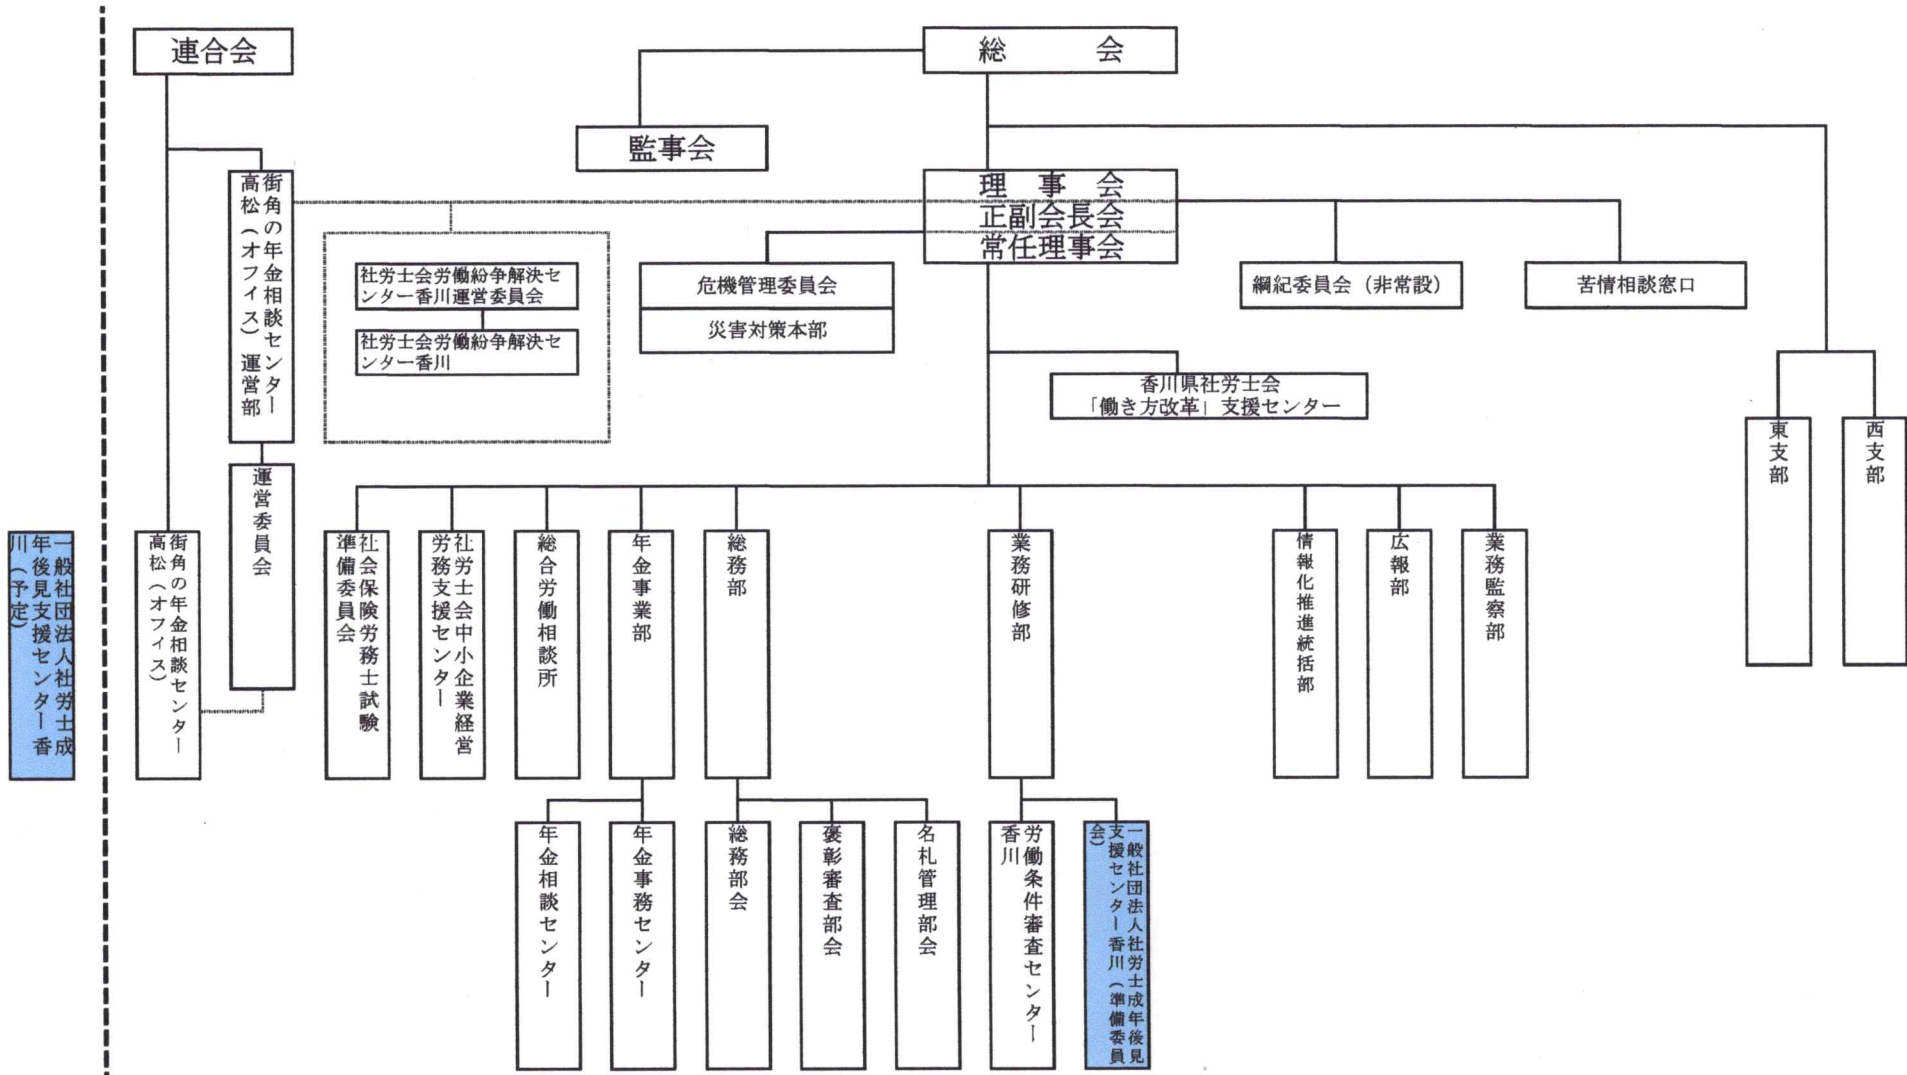 連合会
総会
監事会
理事会
正副会長会
常任理事会
街角の年金相談センター
高松（オフィス）運営部
社労士会労働紛争解決セ
ンター香川運営委員会
社労士会労働紛争解決セ
ンター香川
危機管理委員会
災害対策本部
綱紀委員会（非常設）
苦情相談窓口
香川県社労士会
「働き方改革」支援センター
東支部
西支部
運営委員会
一般社団法人社労士成
年後見支援センター香
川（予定）
街角の年金相談センター
高松（オフィス）
社会保険労務士試験
準備委員会
社労士会中小企業経営
労務支援センター
総合労働相談所
年金事業部
総務部
業務研修部
情報化推進統括部
広報部
業務監察部
年金相談センター
年金事務センター
総務部会
褒彰審査部会
名札管理部会
労働条件審査センター
香川
一般社団法人社労士成年後見
支援センター香川（準備委員
会）